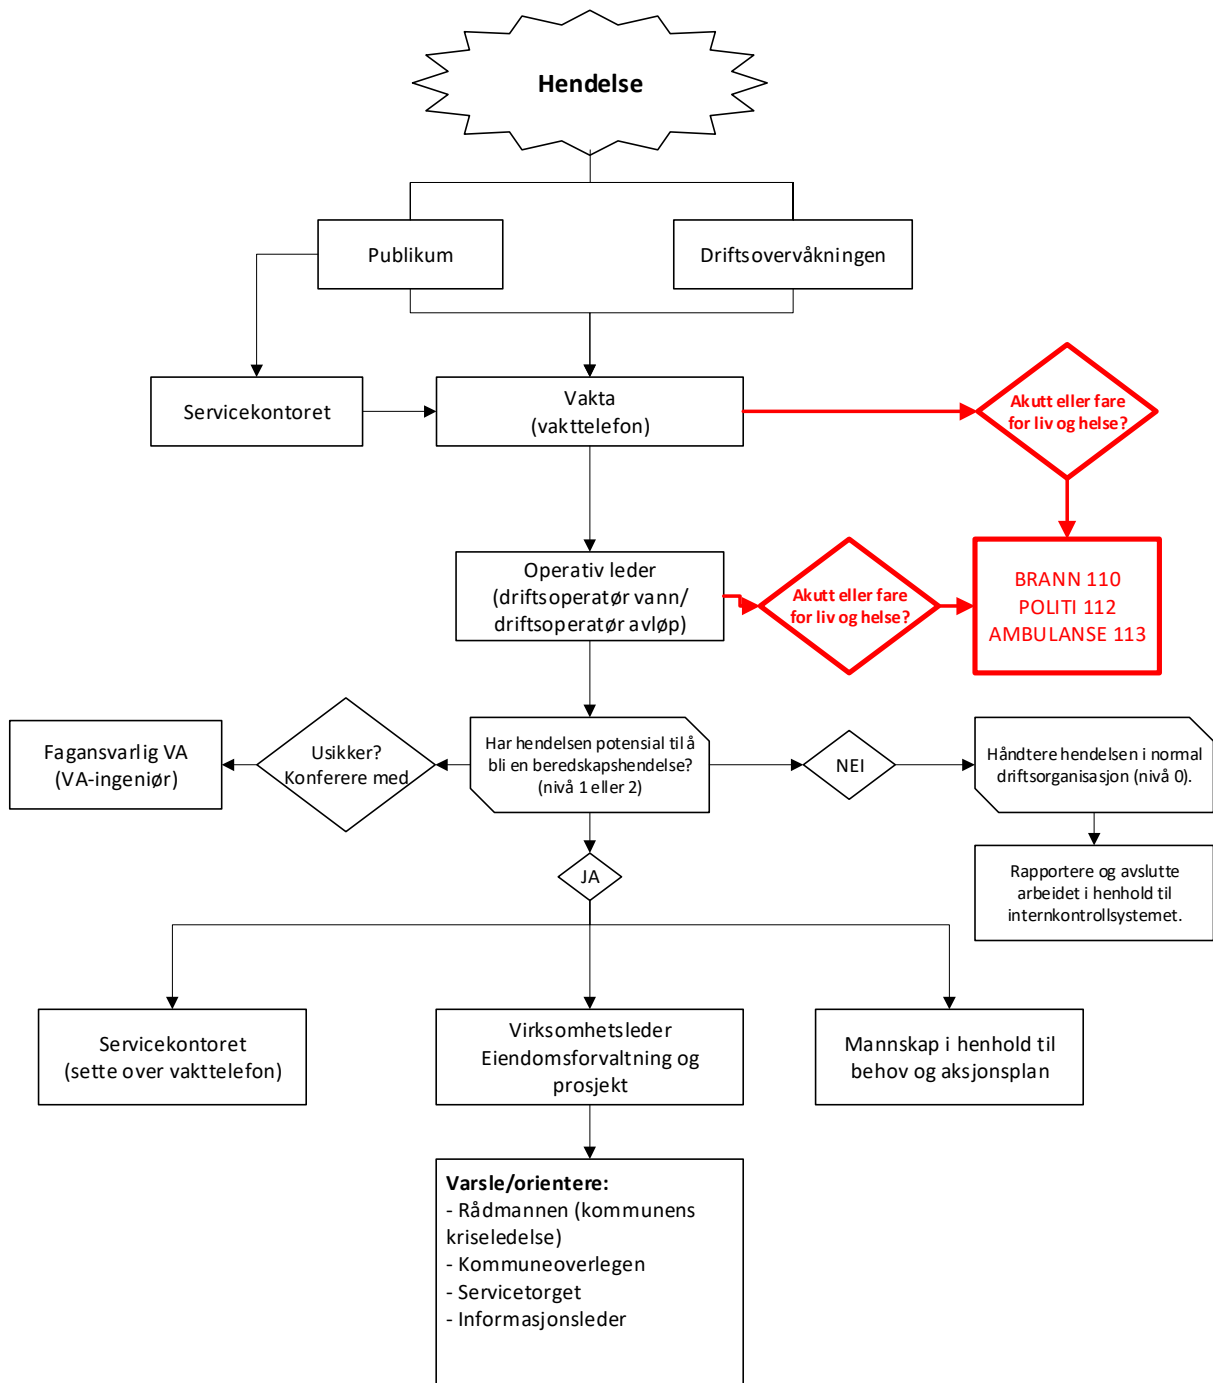 Hendelse
Publikum
Driftsovervåkningen
Servicekontoret
Vakta
(vakttelefon)
Akutt eller fare
for liv og helse?
Operativ leder
(driftsoperatør vann/
driftsoperatør avløp)
Akutt eller fare
for liv og helse?
BRANN 110
POLITI 112
AMBULANSE 113
Fagansvarlig VA
(VA-ingeniør)
Usikker?
Konferere med
Har hendelsen potensial til å
bli en beredskapshendelse?
(nivå 1 eller 2)
NEI
Håndtere hendelsen i normal
driftsorganisasjon (nivå 0).
JA
Rapportere og avslutte
arbeidet i henhold til
internkontrollsystemet.
Servicekontoret
(sette over vakttelefon)
Virksomhetsleder
Eiendomsforvaltning og
prosjekt
Mannskap i henhold til
behov og aksjonsplan
Varsle/orientere:
- Rådmannen (kommunens
kriseledelse)
- Kommuneoverlegen
- Servicetorget
- Informasjonsleder